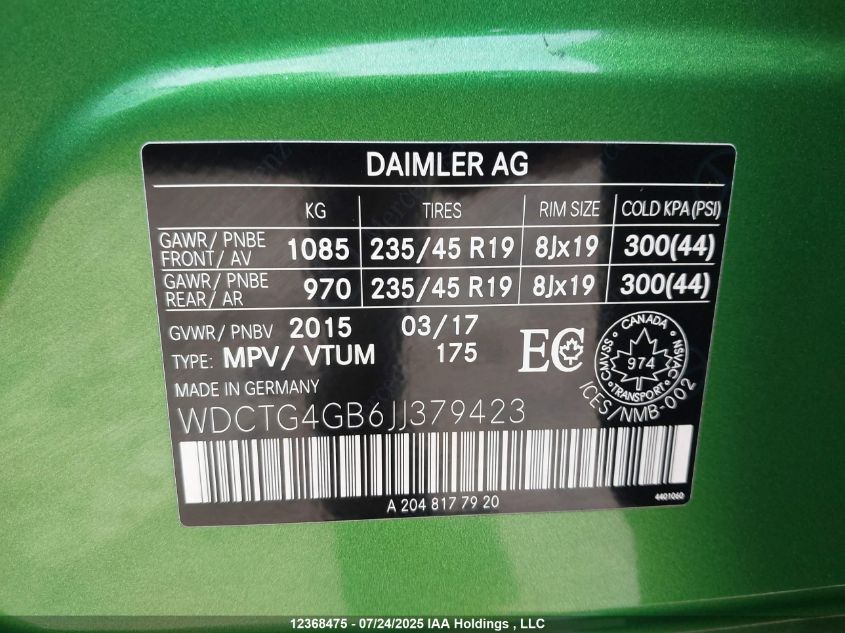 DAIMLER AG
KG TIRES RIM SIZE COLD KPA (PSI)
GAWR / PNBE FRONT / AV 1085 235/45 R19 8Jx19 300(44)
GAWR / PNBE REAR / AR 970 235/45 R19 8Jx19 300(44)
GVWR / PNBV 2015 03/17
TYPE: MPV/ VTUM 175
EC
CANADA
CMVSS 974 NSVAC
TRANSPORT
ICES/NMB-002
MADE IN GERMANY
WDCTG4GB6JJ379423
A 204 817 79 20
4401060
12368475 - 07/24/2025 IAA Holdings , LLC